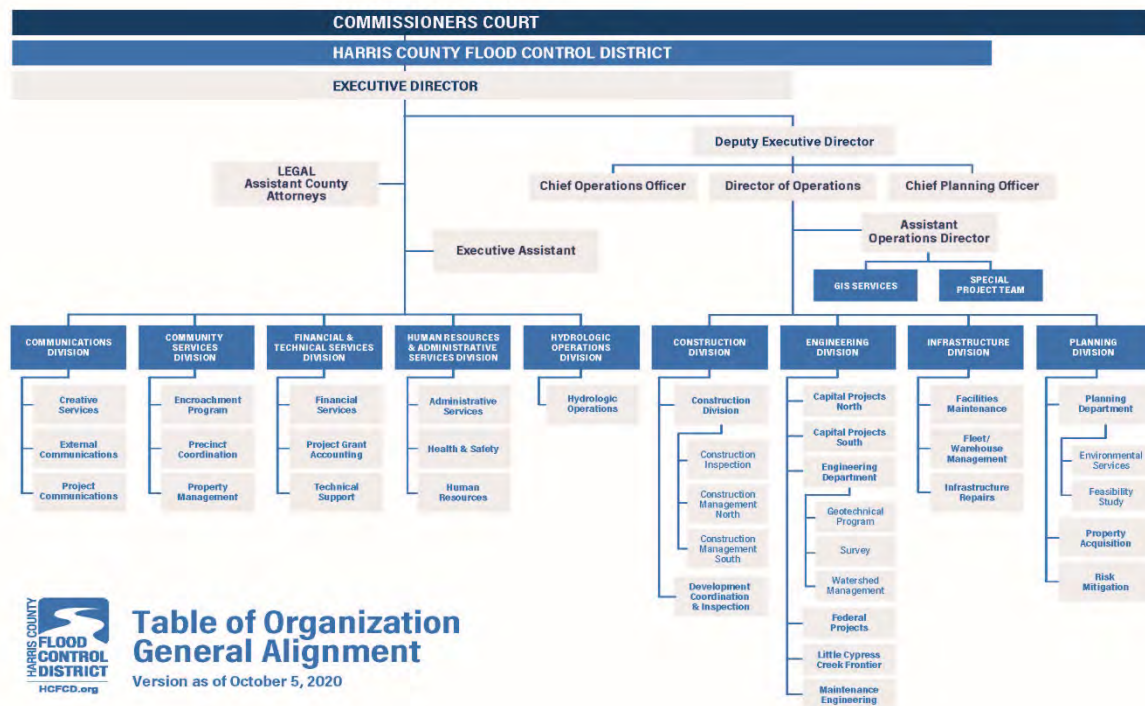 COMMISSIONERS COURT
HARRIS COUNTY FLOOD CONTROL DISTRICT
EXECUTIVE DIRECTOR
Deputy Executive Director
LEGAL
Assistant County
Attorneys
Chief Operations Officer
Director of Operations
Chief Planning Officer
Executive Assistant
Assistant
Operations Director
GIS SERVICES
SPECIAL
PROJECT TEAM
COMMUNICATIONS
DIVISION
Creative
Services
External
Communications
Project
Communications
COMMUNITY
SERVICES
DIVISION
Encroachment
Program
Precinct
Coordination
Property
Management
FINANCIAL &
TECHNICAL SERVICES
DIVISION
Financial
Services
Project Grant
Accounting
Technical
Support
HUMAN RESOURCES
& ADMINISTRATIVE
SERVICES DIVISION
Administrative
Services
Health & Safety
Human
Resources
HYDROLOGIC
OPERATIONS
DIVISION
Hydrologic
Operations
CONSTRUCTION
DIVISION
Construction
Division
Construction
Inspection
Construction
Management
North
Construction
Management
South
Development
Coordination
& Inspection
ENGINEERING
DIVISION
Capital Projects
North
Capital Projects
South
Engineering
Department
Geotechnical
Program
Survey
Watershed
Management
Federal
Projects
Little Cypress
Creek Frontier
Maintenance
Engineering
INFRASTRUCTURE
DIVISION
Facilities
Maintenance
Fleet/
Warehouse
Management
Infrastructure
Repairs
PLANNING
DIVISION
Planning
Department
Environmental
Services
Feasibility
Study
Property
Acquisition
Risk
Mitigation
HARRIS COUNTY
FLOOD
CONTROL
DISTRICT
HCFCD.org
Table of Organization
General Alignment
Version as of October 5, 2020